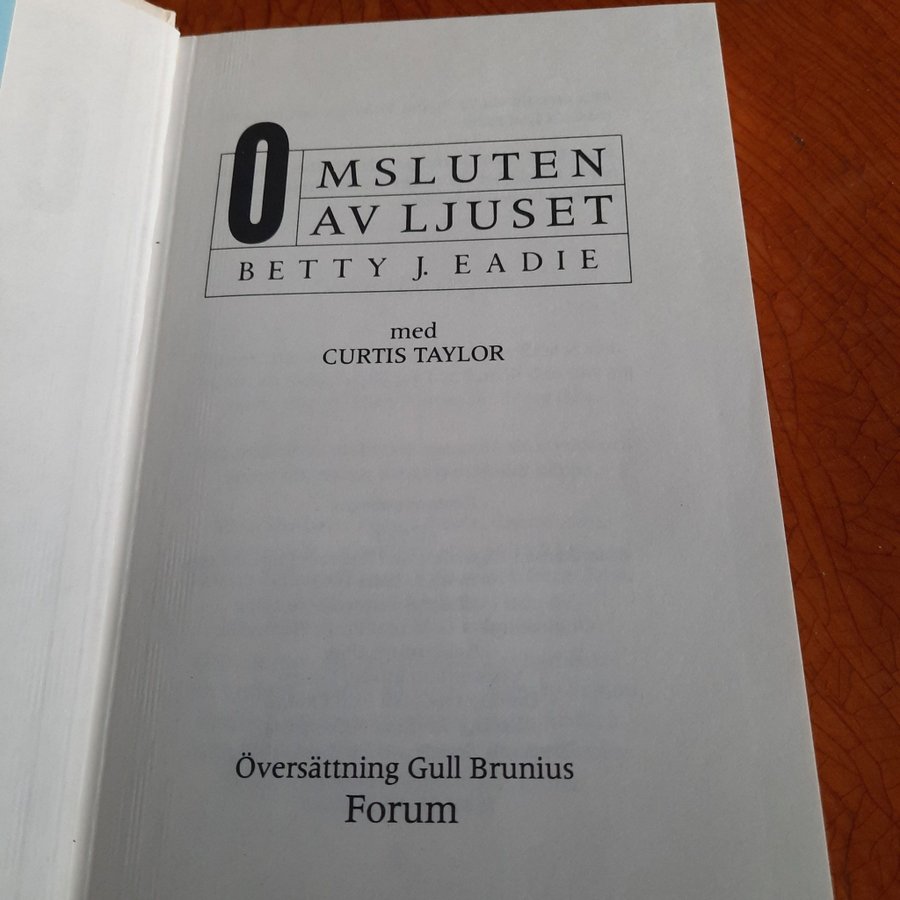 OMSLUTEN
AV LJUSET
BETTY J. EADIE
med
CURTIS TAYLOR
Översättning Gull Brunius
Forum